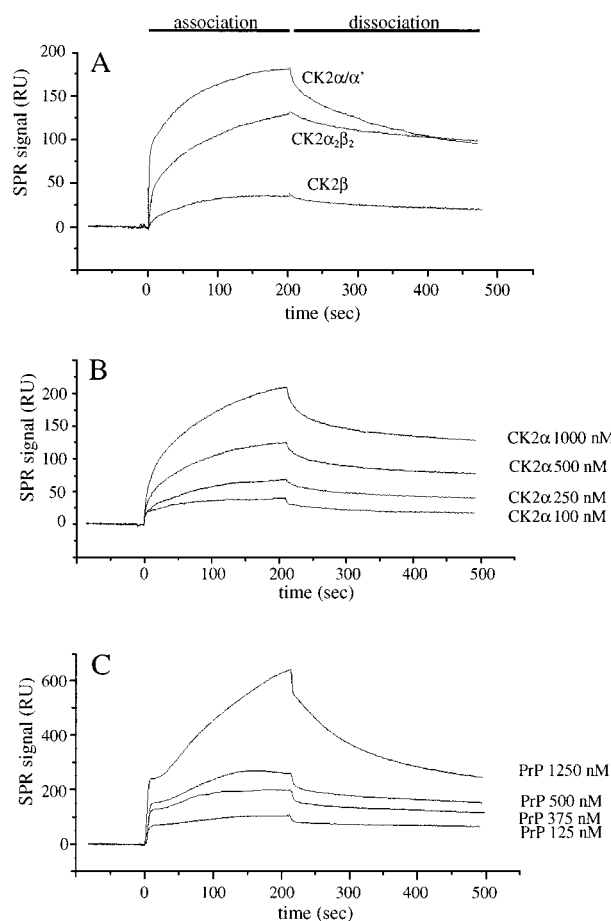 association dissociation
A
SPR signal (RU)
200
150
100
50
0
CK2α/α'
CK2α₂β₂
CK2β
0 100 200 300 400 500
time (sec)
B
SPR signal (RU)
200
150
100
50
0
CK2α 1000 nM
CK2α 500 nM
CK2α 250 nM
CK2α 100 nM
0 100 200 300 400 500
time (sec)
C
SPR signal (RU)
600
400
200
0
PrP 1250 nM
PrP 500 nM
PrP 375 nM
PrP 125 nM
0 100 200 300 400 500
time (sec)